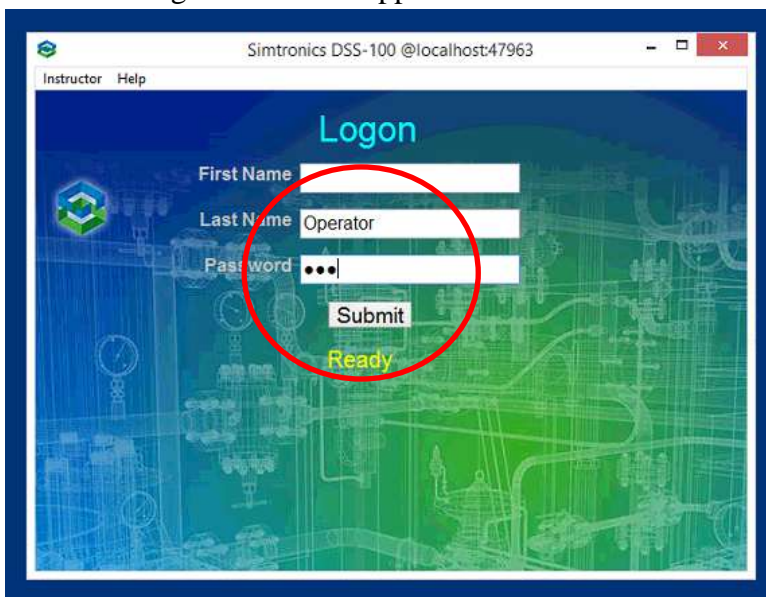 Simtronics DSS-100 @localhost:47963
Instructor Help
Logon
First Name
Last Name Operator
Password •••
Submit
Ready